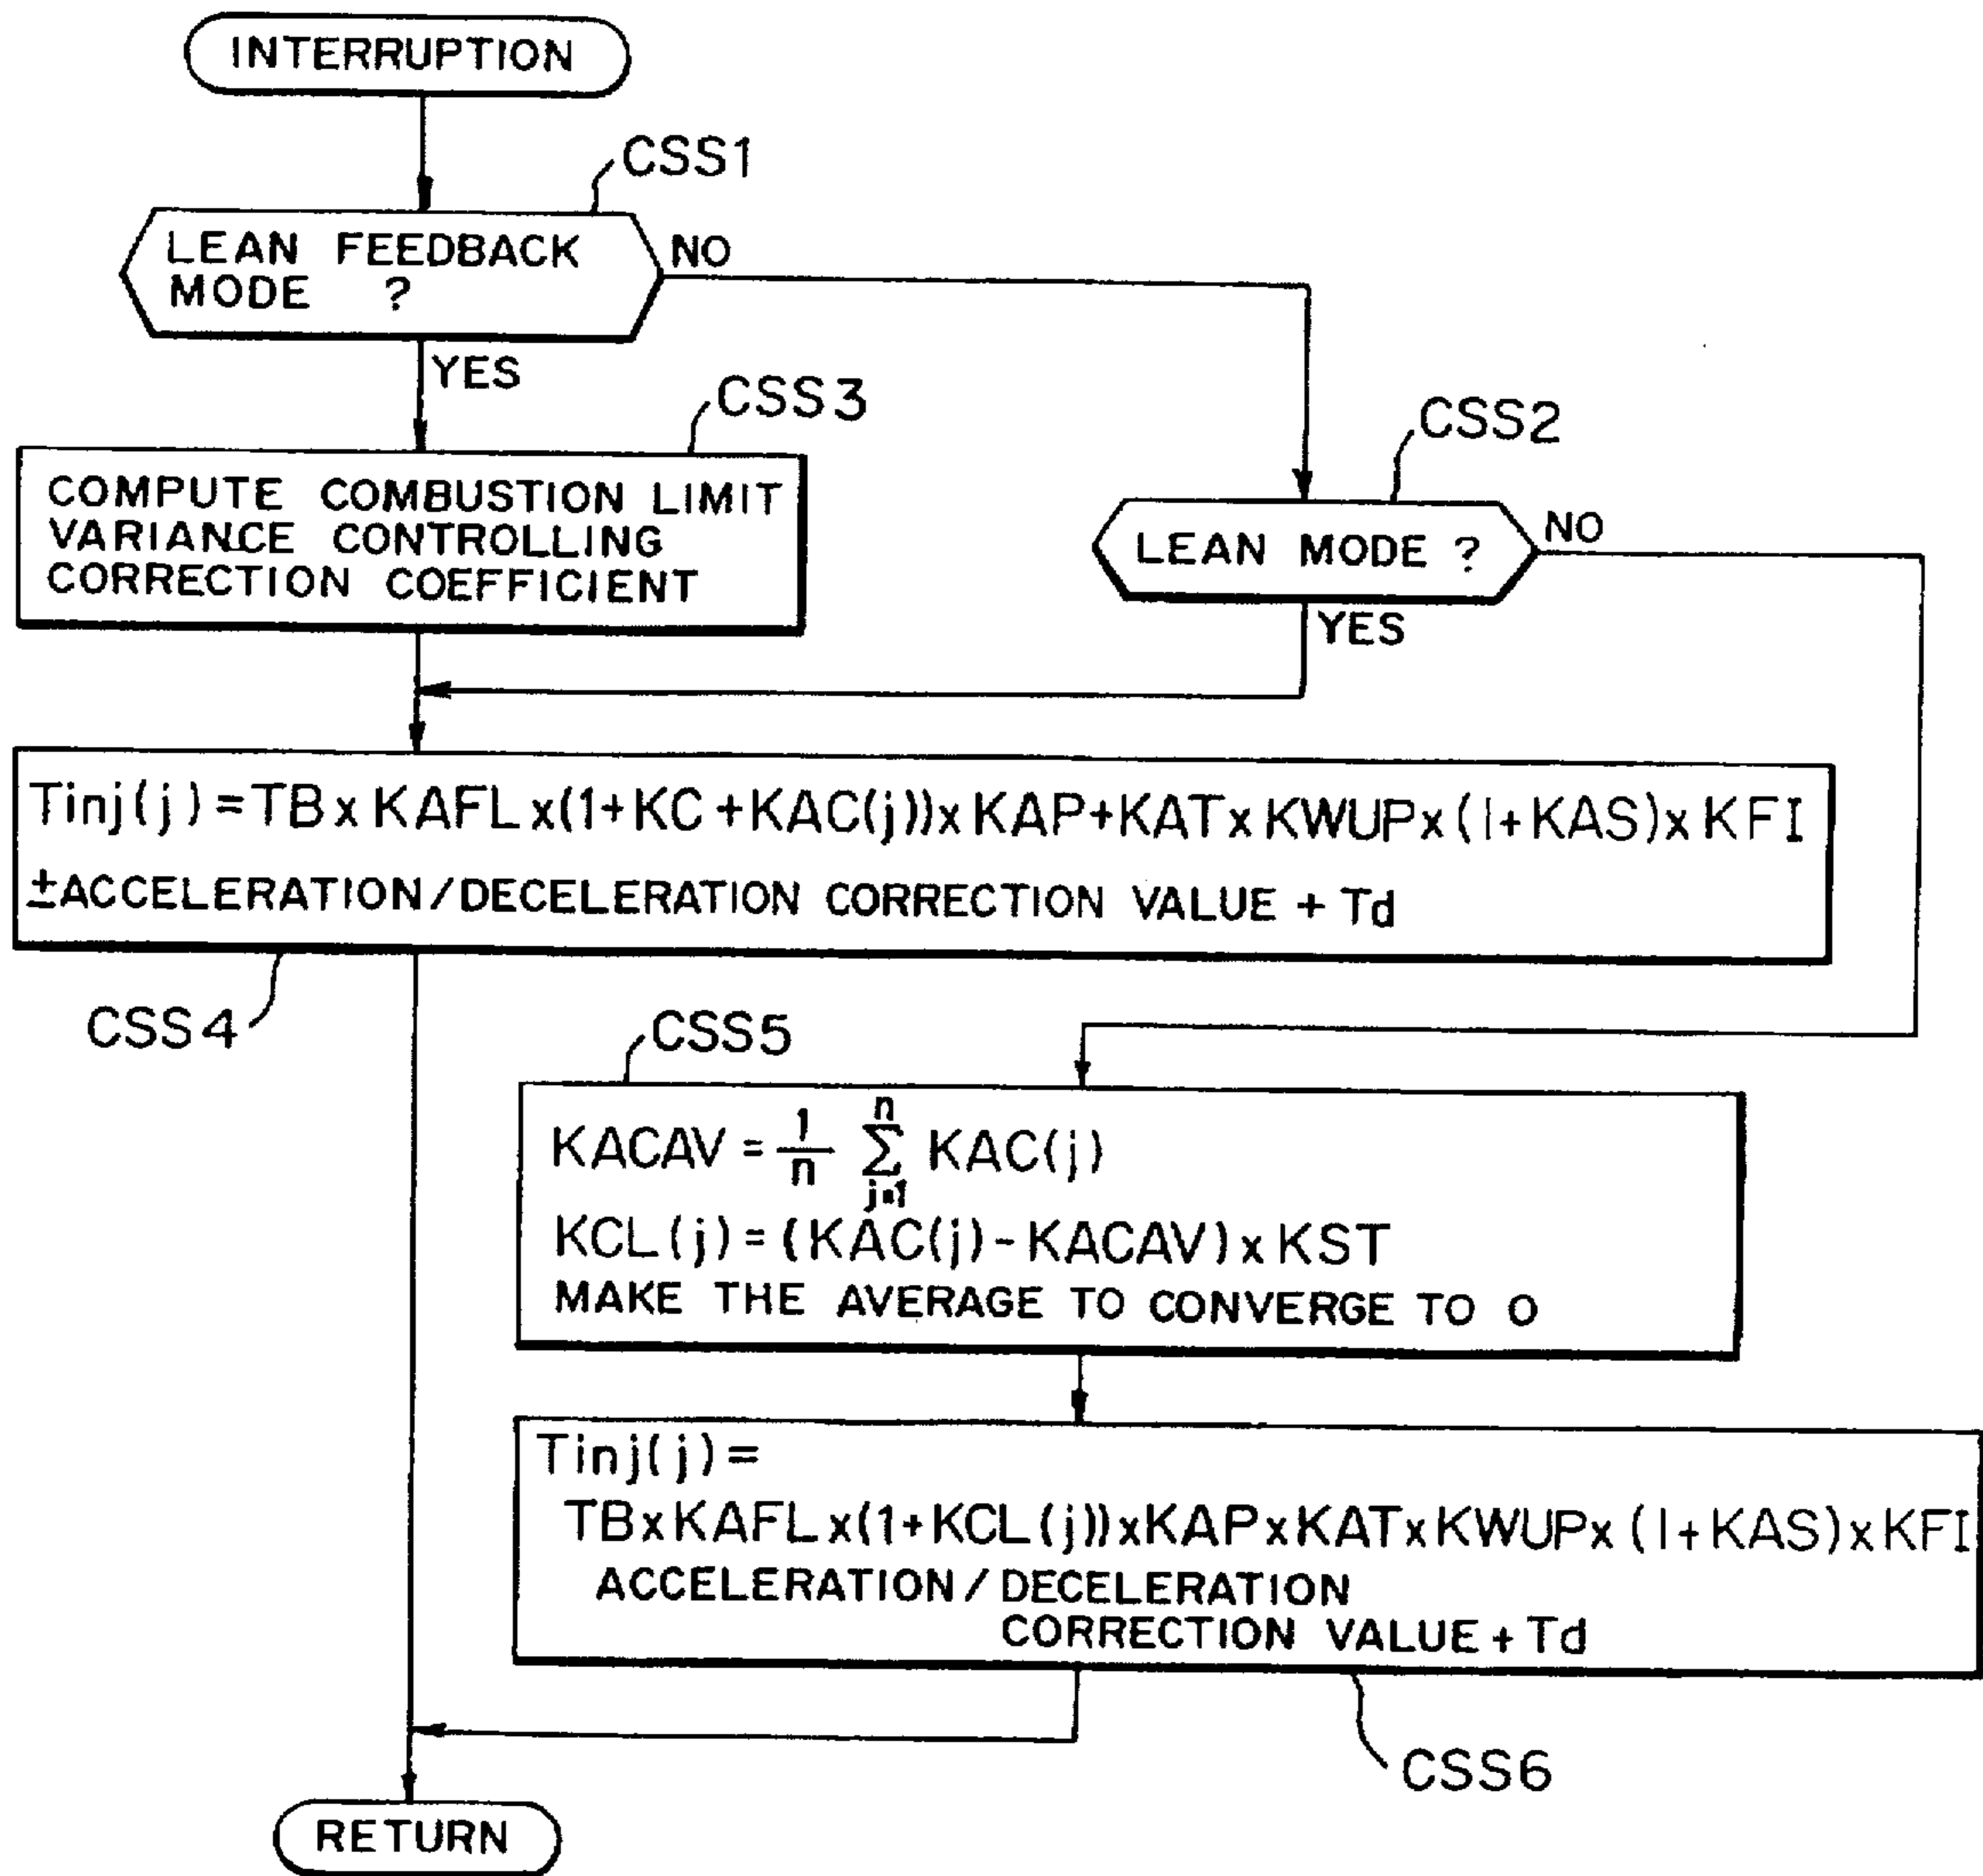 INTERRUPTION
CSS1
LEAN FEEDBACK
MODE ?
NO
YES
CSS3
COMPUTE COMBUSTION LIMIT
VARIANCE CONTROLLING
CORRECTION COEFFICIENT
CSS2
LEAN MODE ?
NO
YES
Tinj(j)=TB x KAFL x(1+KC+KAC(j))x KAP+KAT x KWUP x (1+KAS) x KFI
±ACCELERATION/DECELERATION CORRECTION VALUE + Td
CSS4
CSS5
KACAV = 1/n n Σ j=1 KAC(j)
KCL(j)=(KAC(j)-KACAV) x KST
MAKE THE AVERAGE TO CONVERGE TO 0
Tinj(j)=
TB x KAFL x(1+KCL(j))x KAP x KAT x KWUP x (1+KAS) x KFI
ACCELERATION/DECELERATION
CORRECTION VALUE + Td
CSS6
RETURN